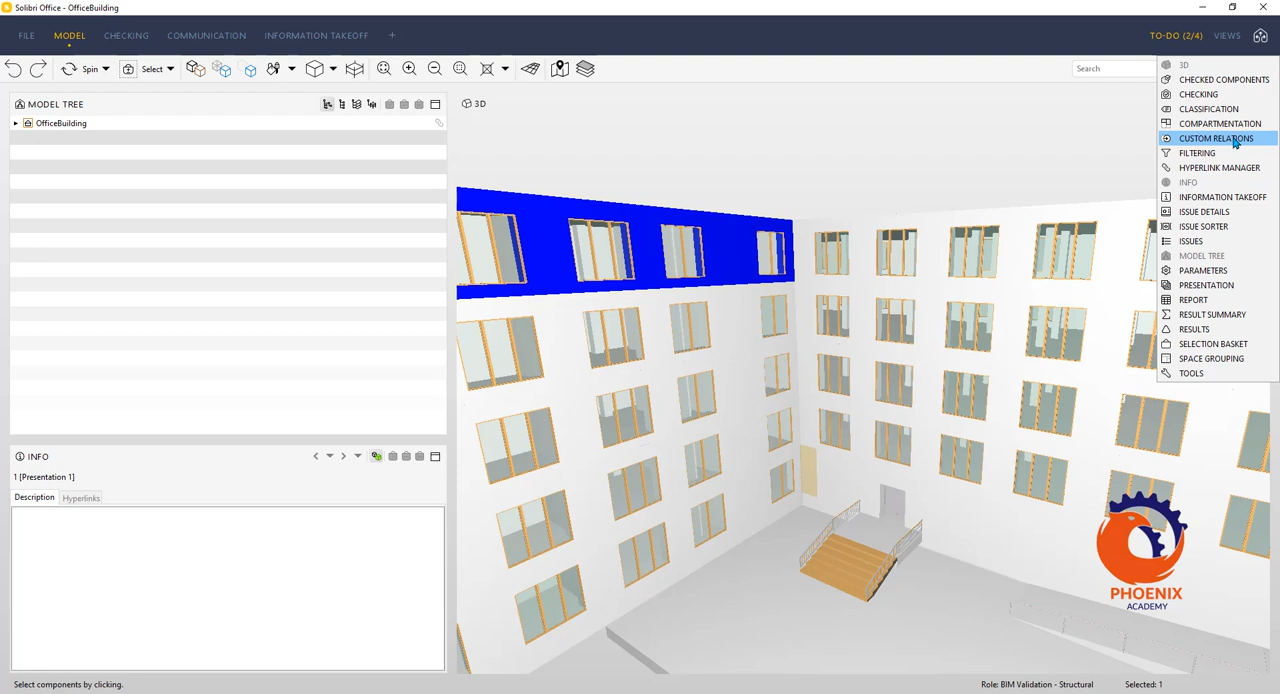 Solibri Office - OfficeBuilding
FILE MODEL CHECKING COMMUNICATION INFORMATION TAKEOFF + TO-DO (2/4) VIEWS
Spin Select Search
MODEL TREE
OfficeBuilding
3D
3D
CHECKED COMPONENTS
CHECKING
CLASSIFICATION
COMPARTMENTATION
CUSTOM RELATIONS
FILTERING
HYPERLINK MANAGER
INFO
INFORMATION TAKEOFF
ISSUE DETAILS
ISSUE SORTER
ISSUES
MODEL TREE
PARAMETERS
PRESENTATION
REPORT
RESULT SUMMARY
RESULTS
SELECTION BASKET
SPACE GROUPING
TOOLS
INFO
1 [Presentation 1]
Description Hyperlinks
PHOENIX
ACADEMY
Select components by clicking. Role: BIM Validation - Structural Selected: 1